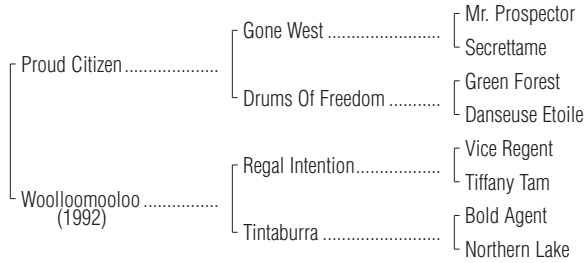 Mr. Prospector
Gone West ....................
Secrettame
Proud Citizen ....................
Green Forest
Drums Of Freedom ...........
Danseuse Etoile
Vice Regent
Regal Intention ..................
Tiffany Tam
Woolloomooloo ................
(1992)
Bold Agent
Tintaburra .........................
Northern Lake